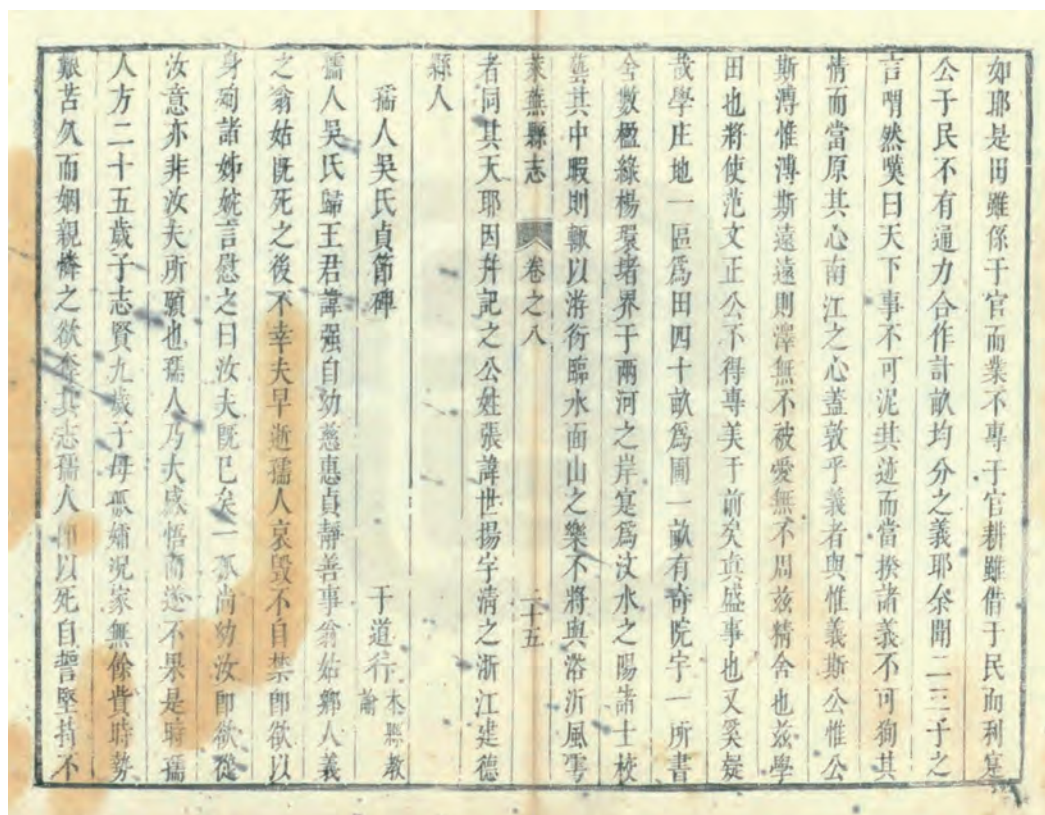 如耶是田雖係于官而業不專于官耕雖借于民而利寔
公于民不有通力合作計畝均分之義耶余聞二三子之
言喟然嘆曰天下事不可泥其迹而當揆諸義不可狥其
情而當原其心南江之心蓋敦乎義者與惟義斯公惟公
斯溥惟溥斯遠遠則澤無不被愛無不周兹精舍也兹學
田也將使范文正公不得專美于前矣真盛事也又奚疑
哉學庄地一區爲田四十畝爲圃一畝有竒院宇一所書
舍數楹綠楊環堵界于兩河之岸寔爲汶水之陽諸士校
藝其中暇則輙以游衍臨水面山之樂不將與浴沂風雩
萊蕪縣志 卷之八 二十五
者同其天耶因并記之公姓張諱世揚字清之浙江建德
縣人
孺人吳氏貞節碑 于道行 本縣教諭
孺人吳氏歸王君諱强自幼慈惠貞靜善事翁姑鄉人義
之翁姑既死之後不幸夫早逝孺人哀毀不自禁卽欲以
身殉諸姊娣言慰之曰汝夫既已矣一孤尚幼汝卽欲從
汝意亦非汝夫所願也孺人乃大感悟而遂不果是時孺
人方二十五歲子志賢九歲子母孤孀況家無餘貲時勢
艱苦久而姻親憐之欲奪其志孺人以死自誓堅持不